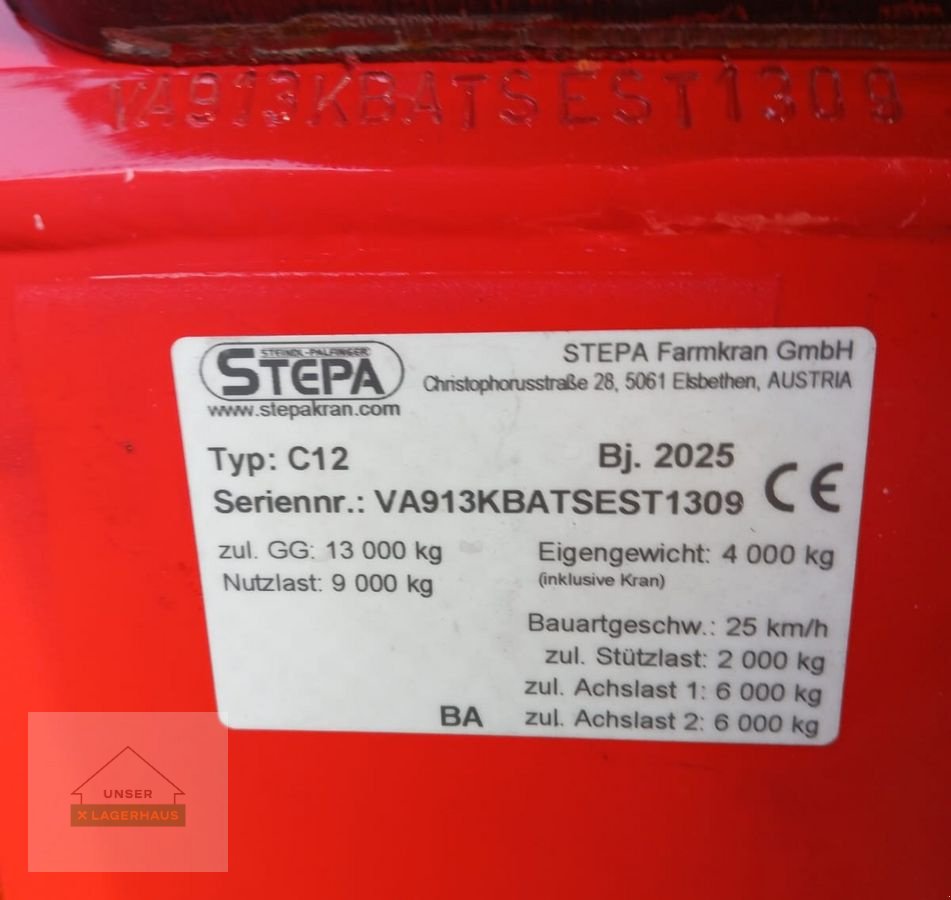 VA913KBATSEST1309
STEINDL-PALFINGER
STEPA
www.stepakran.com
STEPA Farmkran GmbH
Christophorusstraße 28, 5061 Elsbethen, AUSTRIA
Typ: C12 Bj. 2025
Seriennr.: VA913KBATSEST1309 CE
zul. GG: 13 000 kg Eigengewicht: 4 000 kg
Nutzlast: 9 000 kg (inklusive Kran)
Bauartgeschw.: 25 km/h
zul. Stützlast: 2 000 kg
zul. Achslast 1: 6 000 kg
BA zul. Achslast 2: 6 000 kg
UNSER
X LAGERHAUS